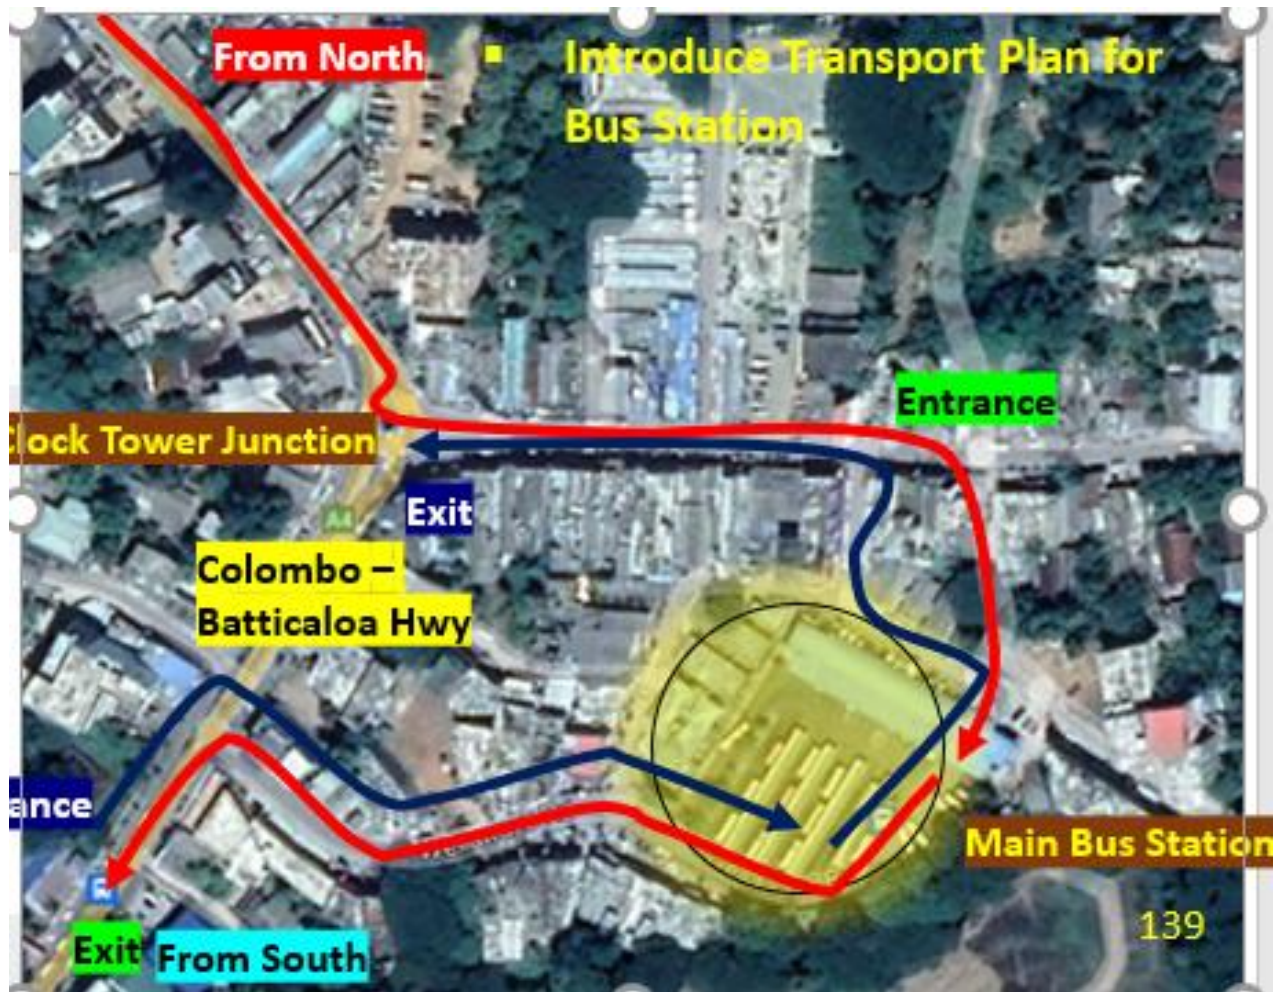 From North
▪ Introduce Transport Plan for
Bus Station
Entrance
lock Tower Junction
Exit
A4
Colombo –
Batticaloa Hwy
ance
Main Bus Station
139
Exit
From South